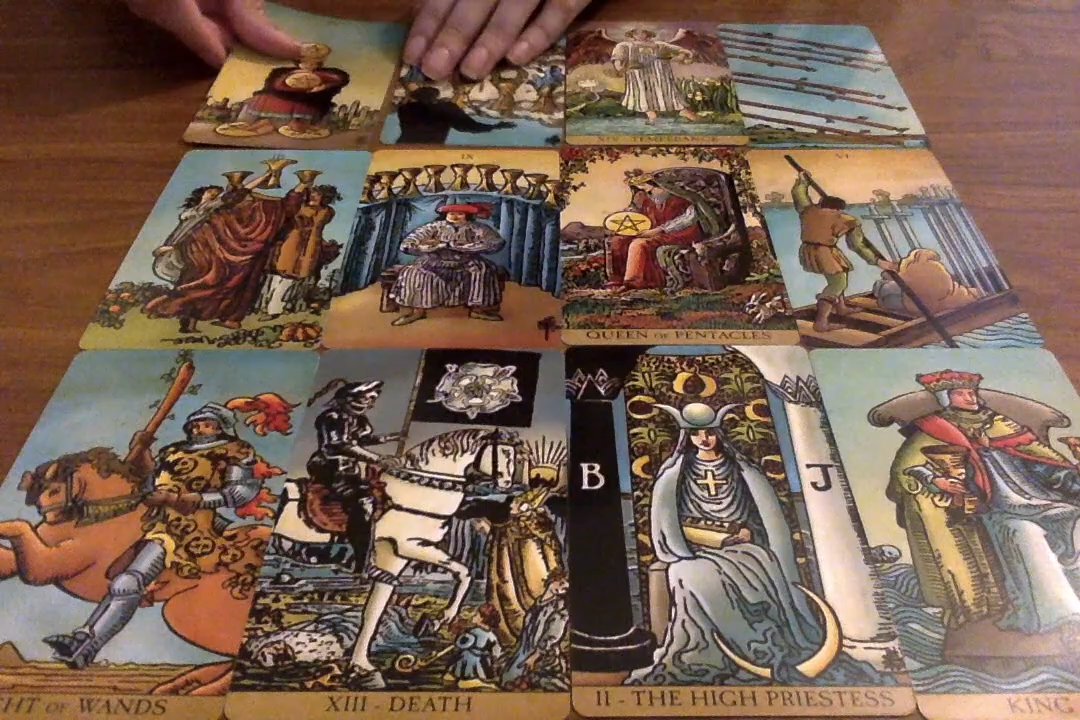 XIV TEMPERANCE
IX
VI
QUEEN OF PENTACLES
B
J
HT OF WANDS
XIII - DEATH
II - THE HIGH PRIESTESS
KING